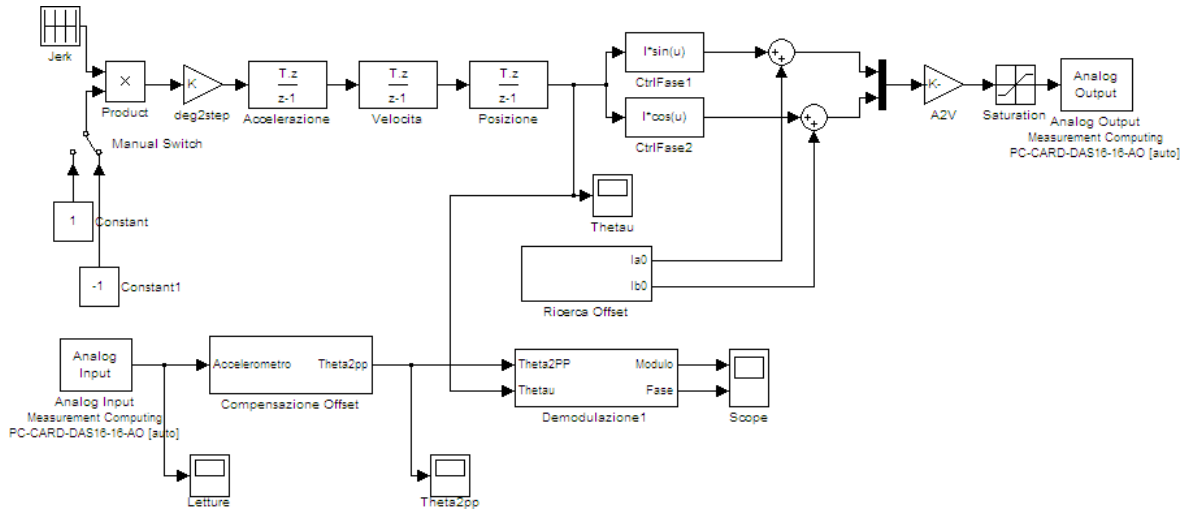 Jerk
×
Product
K
deg2step
T.z
z-1
Accelerazione
T.z
z-1
Velocita
T.z
z-1
Posizione
I*sin(u)
CtrlFase1
I*cos(u)
CtrlFase2
+
+
+
+
K-
A2V
Saturation
Analog
Output
Analog Output
Measurement Computing
PC-CARD-DAS16-16-AO [auto]
Manual Switch
1
Constant
-1
Constant1
Thetau
Ia0
Ib0
Ricerca Offset
Analog
Input
Analog Input
Measurement Computing
PC-CARD-DAS16-16-AO [auto]
Accelerometro
Theta2pp
Compensazione Offset
Theta2PP
Thetau
Modulo
Fase
Demodulazione1
Scope
Letture
Theta2pp